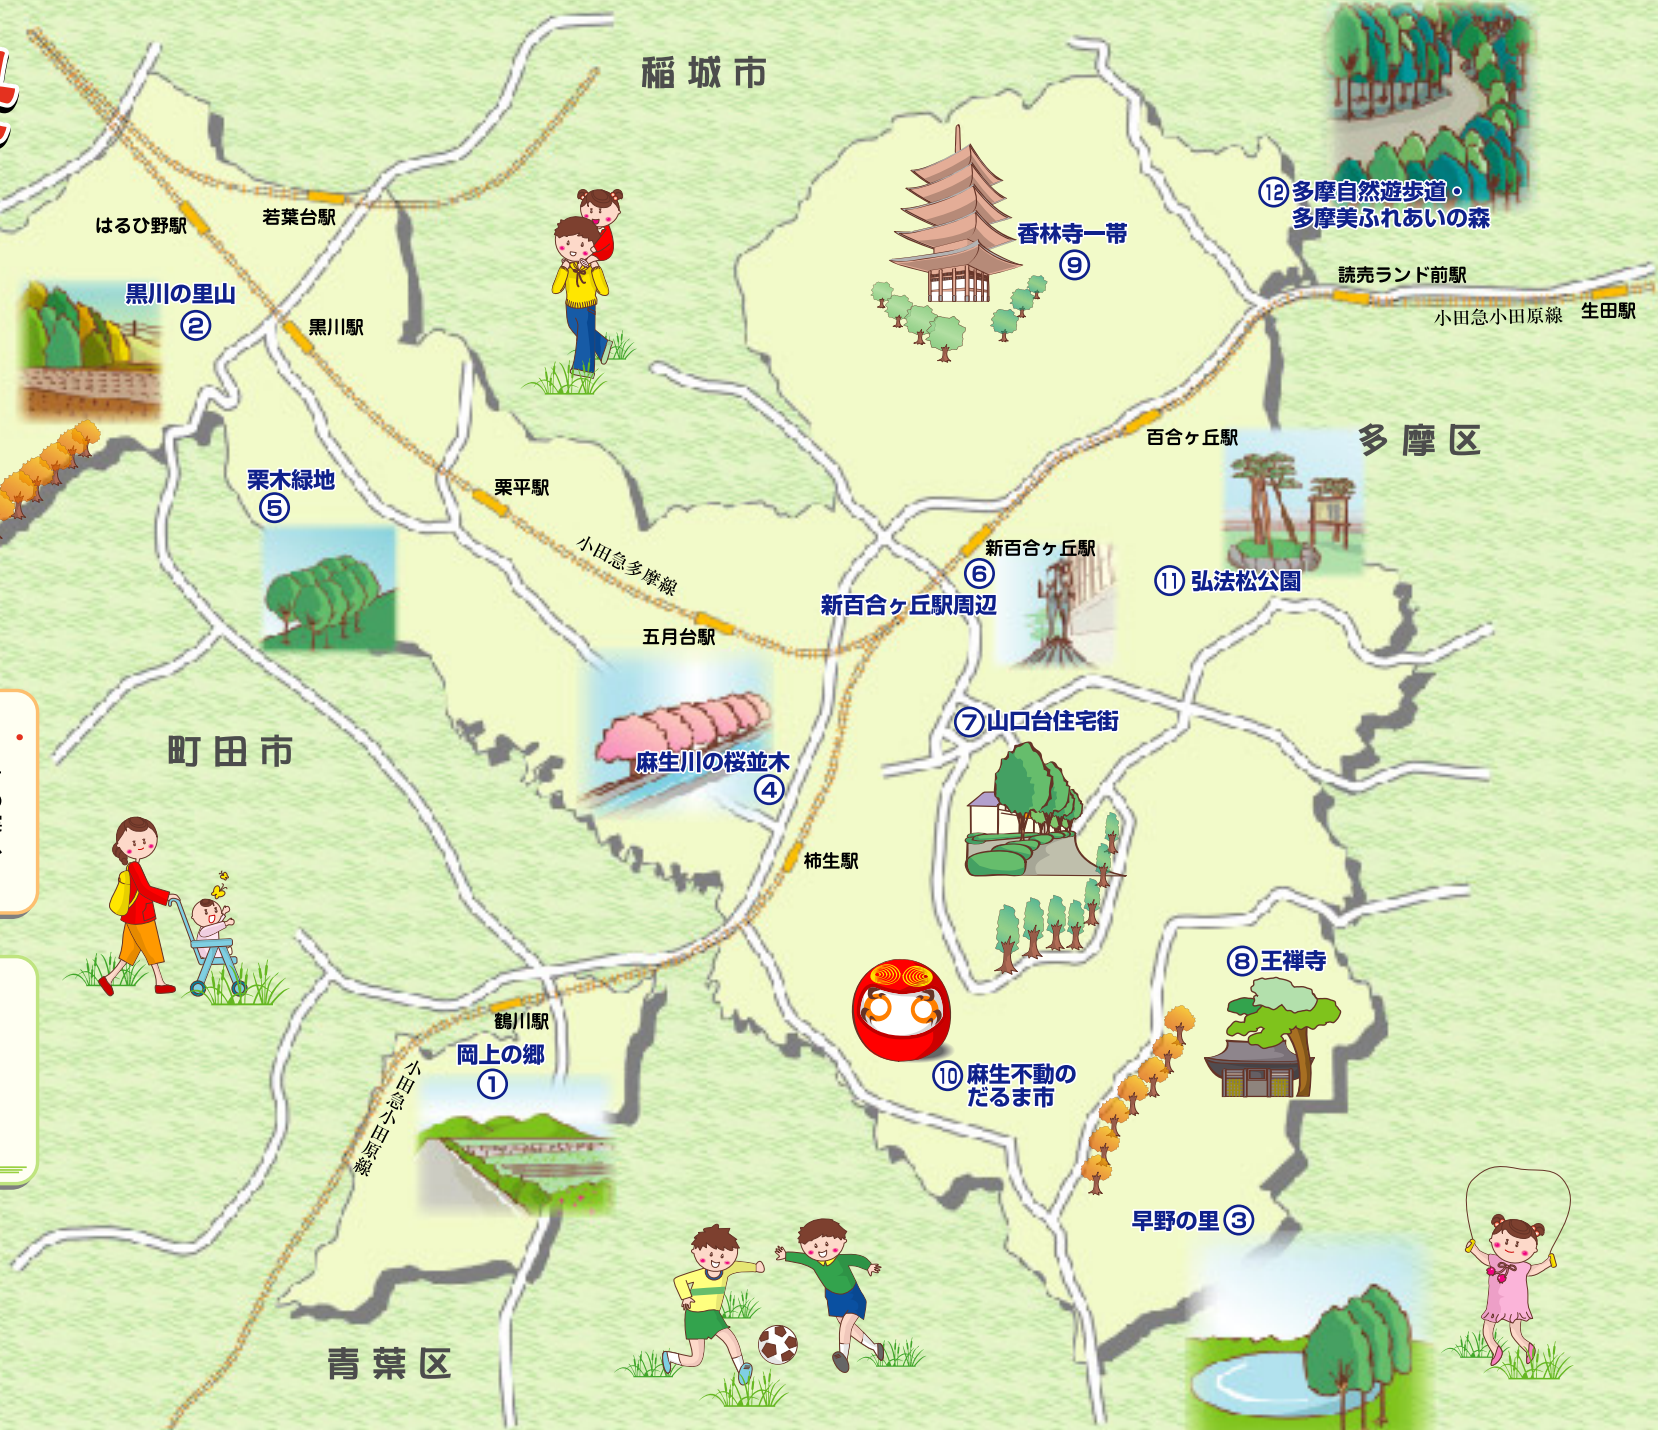 稲城市
⑫多摩自然遊歩道・
多摩美ふれあいの森
はるひ野駅
若葉台駅
香林寺一帯
⑨
読売ランド前駅
小田急小田原線
生田駅
黒川の里山
②
黒川駅
百合ヶ丘駅
多摩区
栗木緑地
⑤
栗平駅
小田急多摩線
新百合ヶ丘駅
⑥
新百合ヶ丘駅周辺
⑪弘法松公園
五月台駅
⑦山口台住宅街
町田市
麻生川の桜並木
④
柿生駅
⑧王禅寺
鶴川駅
岡上の郷
①
小田急小田原線
⑩麻生不動の
だるま市
早野の里③
青葉区